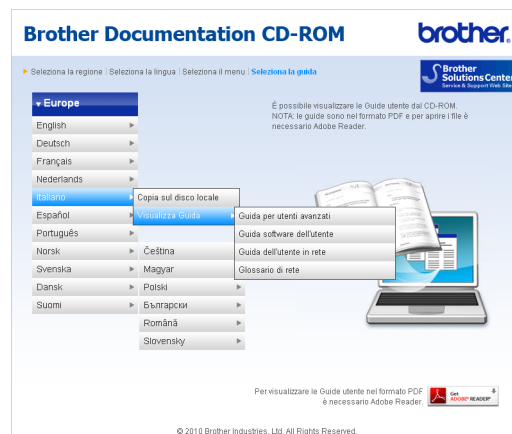 Brother Documentation CD-ROM
brother.
Seleziona la regione | Seleziona la lingua | Seleziona il menu | Seleziona la guida
Brother
Solutions Center
Service & Support Web Site
Europe
È possibile visualizzare le Guide utente dal CD-ROM.
NOTA: le guide sono nel formato PDF e per aprire i file è
necessario Adobe Reader.
English
Deutsch
Français
Nederlands
Italiano
Copia sul disco locale
Español
Visualizza Guida
Guida per utenti avanzati
Português
Guida software dell'utente
Norsk
Čeština
Guida dell'utente in rete
Svenska
Magyar
Glossario di rete
Dansk
Polski
Suomi
Български
Română
Slovensky
Per visualizzare le Guide utente nel formato PDF
è necessario Adobe Reader.
Get
ADOBE® READER®
© 2010 Brother Industries, Ltd. All Rights Reserved.